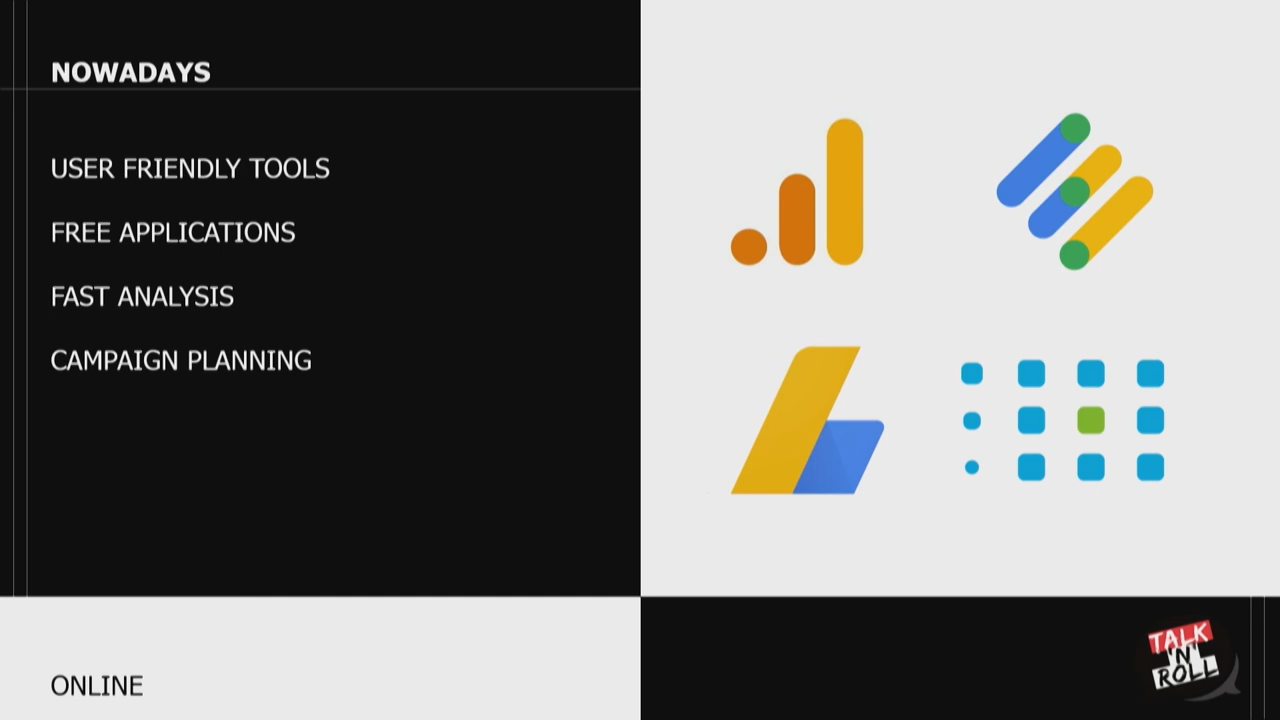 NOWADAYS
USER FRIENDLY TOOLS
FREE APPLICATIONS
FAST ANALYSIS
CAMPAIGN PLANNING
ONLINE
TALK
'N'
ROLL